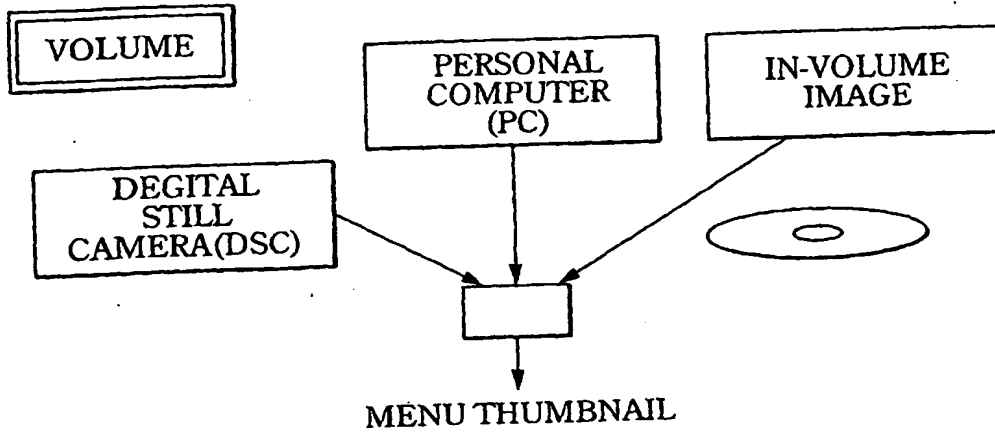 VOLUME
PERSONAL
COMPUTER
(PC)
IN-VOLUME
IMAGE
DEGITAL
STILL
CAMERA(DSC)
MENU THUMBNAIL